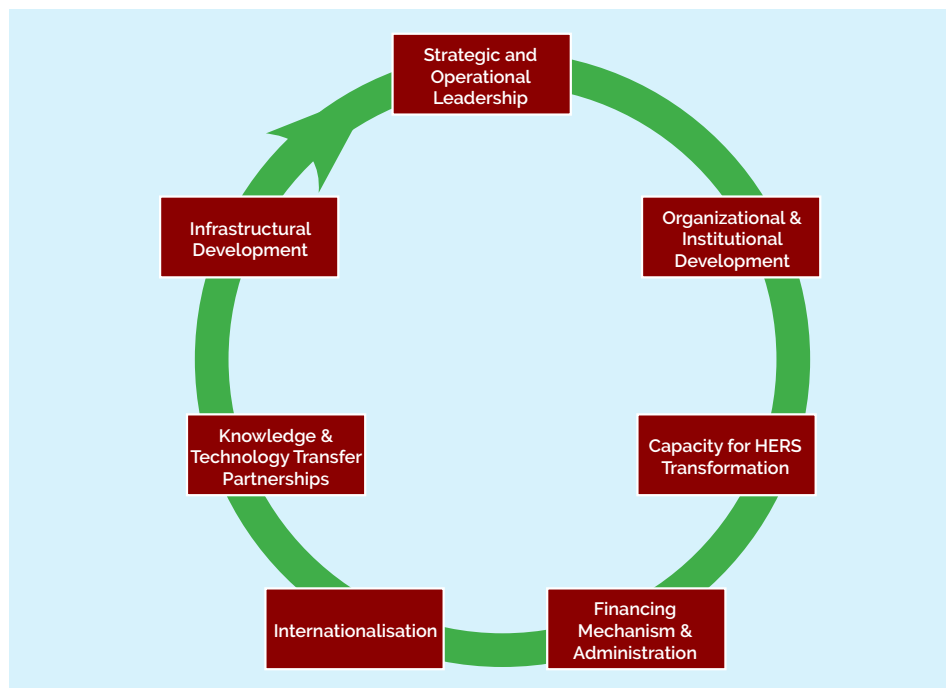 Strategic and
Operational
Leadership
Organizational &
Institutional
Development
Capacity for HERS
Transformation
Financing
Mechanism &
Administration
Internationalisation
Knowledge &
Technology Transfer
Partnerships
Infrastructural
Development